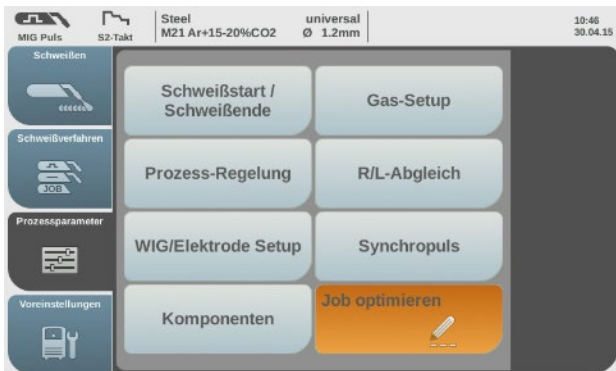 MIG Puls
S2-Takt
Steel
M21 Ar+15-20%CO2
universal
Ø 1.2mm
10:46
30.04.15
Schweißen
Schweißverfahren
JOB
Prozessparameter
Voreinstellungen
Schweißstart /
Schweißende
Gas-Setup
Prozess-Regelung
R/L-Abgleich
WIG/Elektrode Setup
Synchropuls
Komponenten
Job optimieren